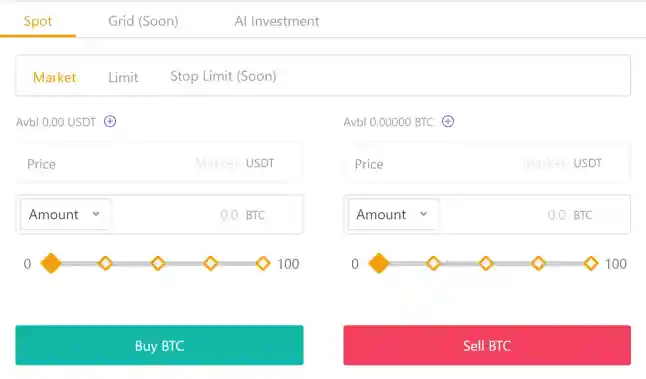 Spot Grid (Soon) AI Investment
Market Limit Stop Limit (Soon)
Avbl 0.00 USDT
Price Market USDT
Amount 0.0 BTC
0 100
Buy BTC
Avbl 0.00000 BTC
Price Market USDT
Amount 0.0 BTC
0 100
Sell BTC